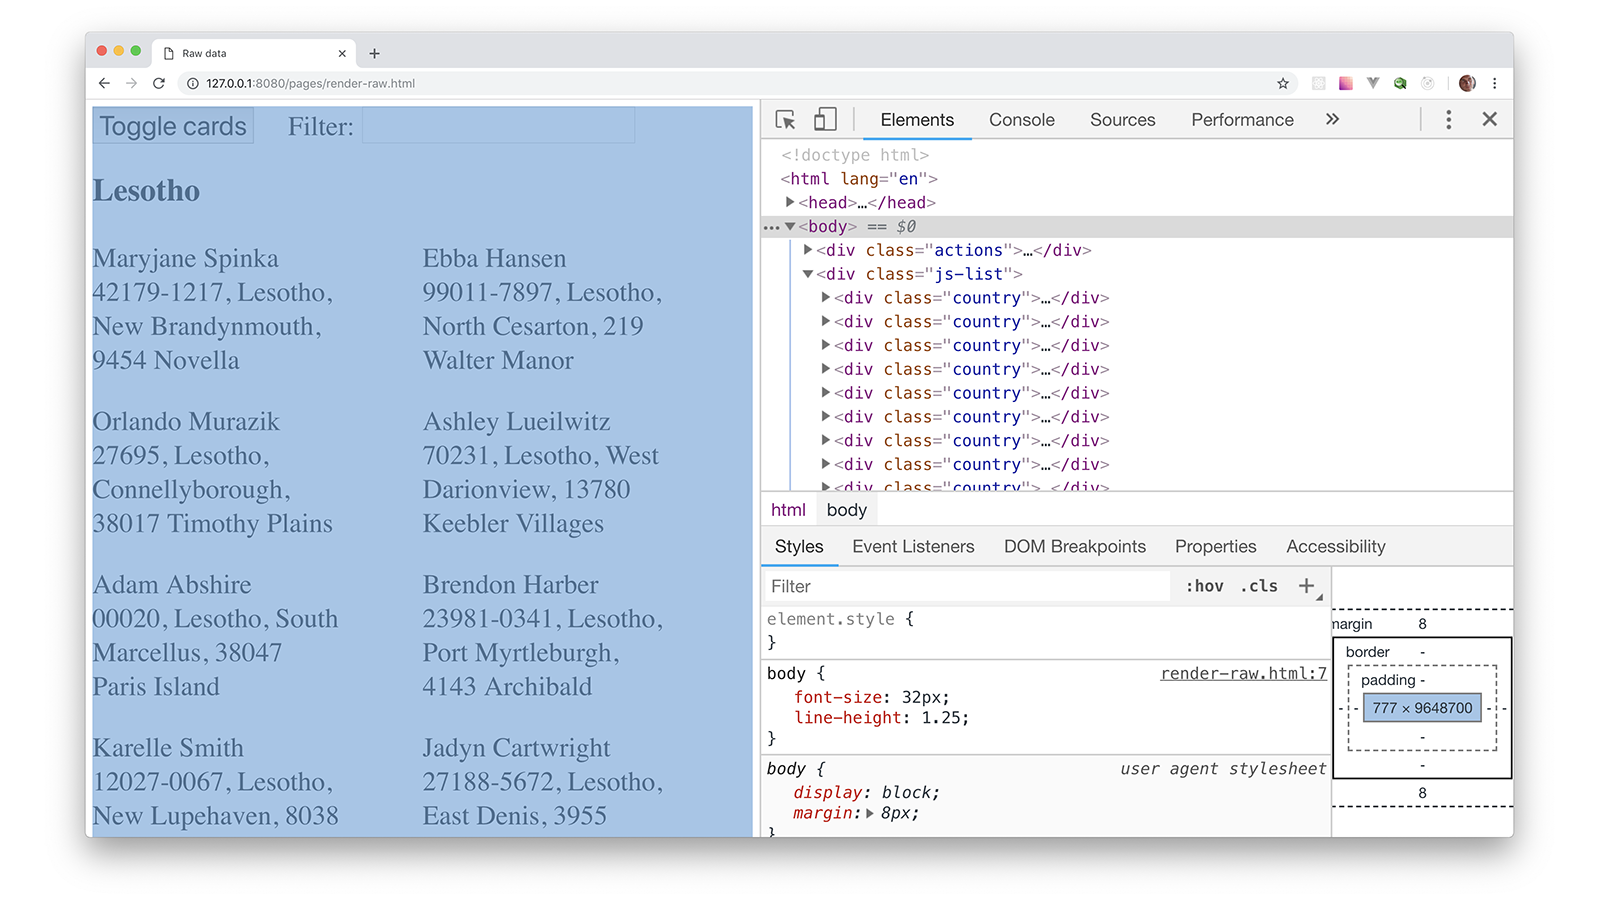 Raw data
127.0.0.1:8080/pages/render-raw.html
Toggle cards Filter:
Lesotho
Maryjane Spinka
42179-1217, Lesotho,
New Brandynmouth,
9454 Novella
Ebba Hansen
99011-7897, Lesotho,
North Cesarton, 219
Walter Manor
Orlando Murazik
27695, Lesotho,
Connellyborough,
38017 Timothy Plains
Ashley Lueilwitz
70231, Lesotho, West
Darionview, 13780
Keebler Villages
Adam Abshire
00020, Lesotho, South
Marcellus, 38047
Paris Island
Brendon Harber
23981-0341, Lesotho,
Port Myrtleburgh,
4143 Archibald
Karelle Smith
12027-0067, Lesotho,
New Lupehaven, 8038
Jadyn Cartwright
27188-5672, Lesotho,
East Denis, 3955
Elements Console Sources Performance »
<!doctype html>
<html lang="en">
<head>…</head>
<body> == $0
<div class="actions">…</div>
<div class="js-list">
<div class="country">…</div>
<div class="country">…</div>
<div class="country">…</div>
<div class="country">…</div>
<div class="country">…</div>
<div class="country">…</div>
<div class="country">…</div>
<div class="country">…</div>
<div class="country">…</div>
html body
Styles Event Listeners DOM Breakpoints Properties Accessibility
Filter :hov .cls +
element.style {
}
body { render-raw.html:7
font-size: 32px;
line-height: 1.25;
}
body { user agent stylesheet
display: block;
margin: 8px;
}
margin 8
border -
padding -
- - 777 × 9648700 - -
-
-
8